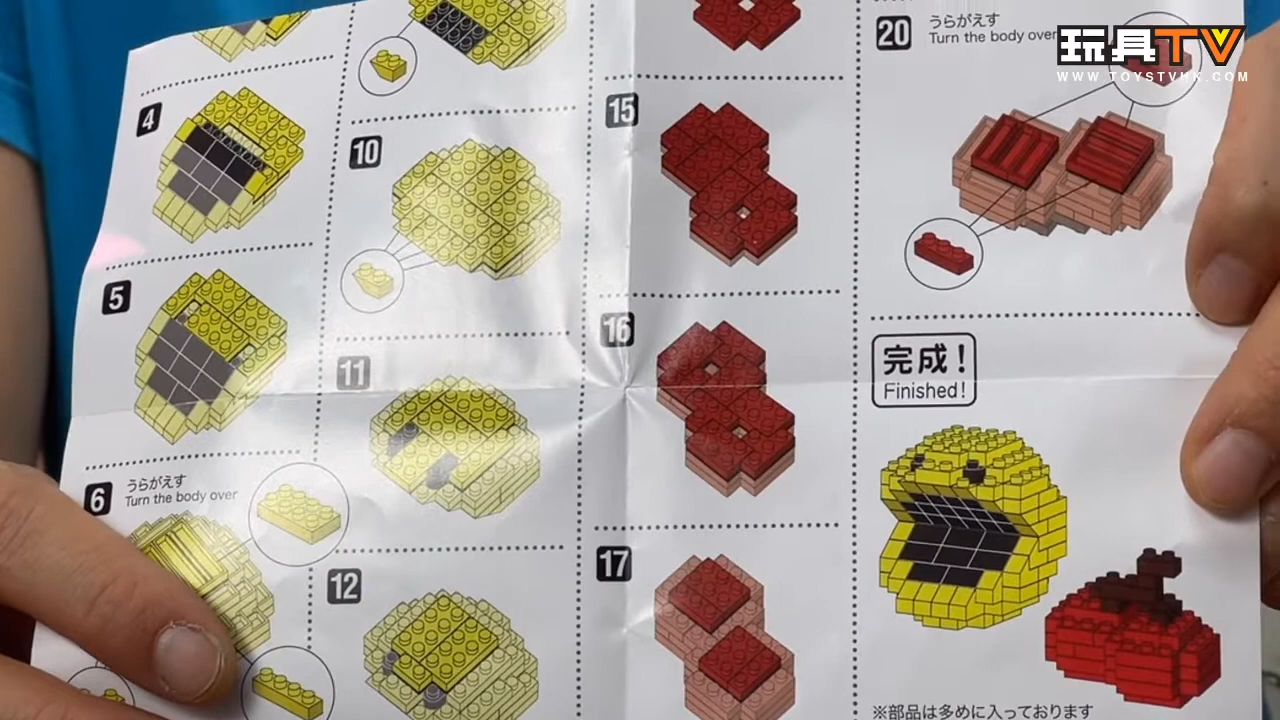 玩具TV
WWW.TOYSTVHK.COM
4
5
6
うらがえす
Turn the body over
10
11
12
15
16
17
20
うらがえす
Turn the body over
完成!
Finished!
※部品は多めに入っております